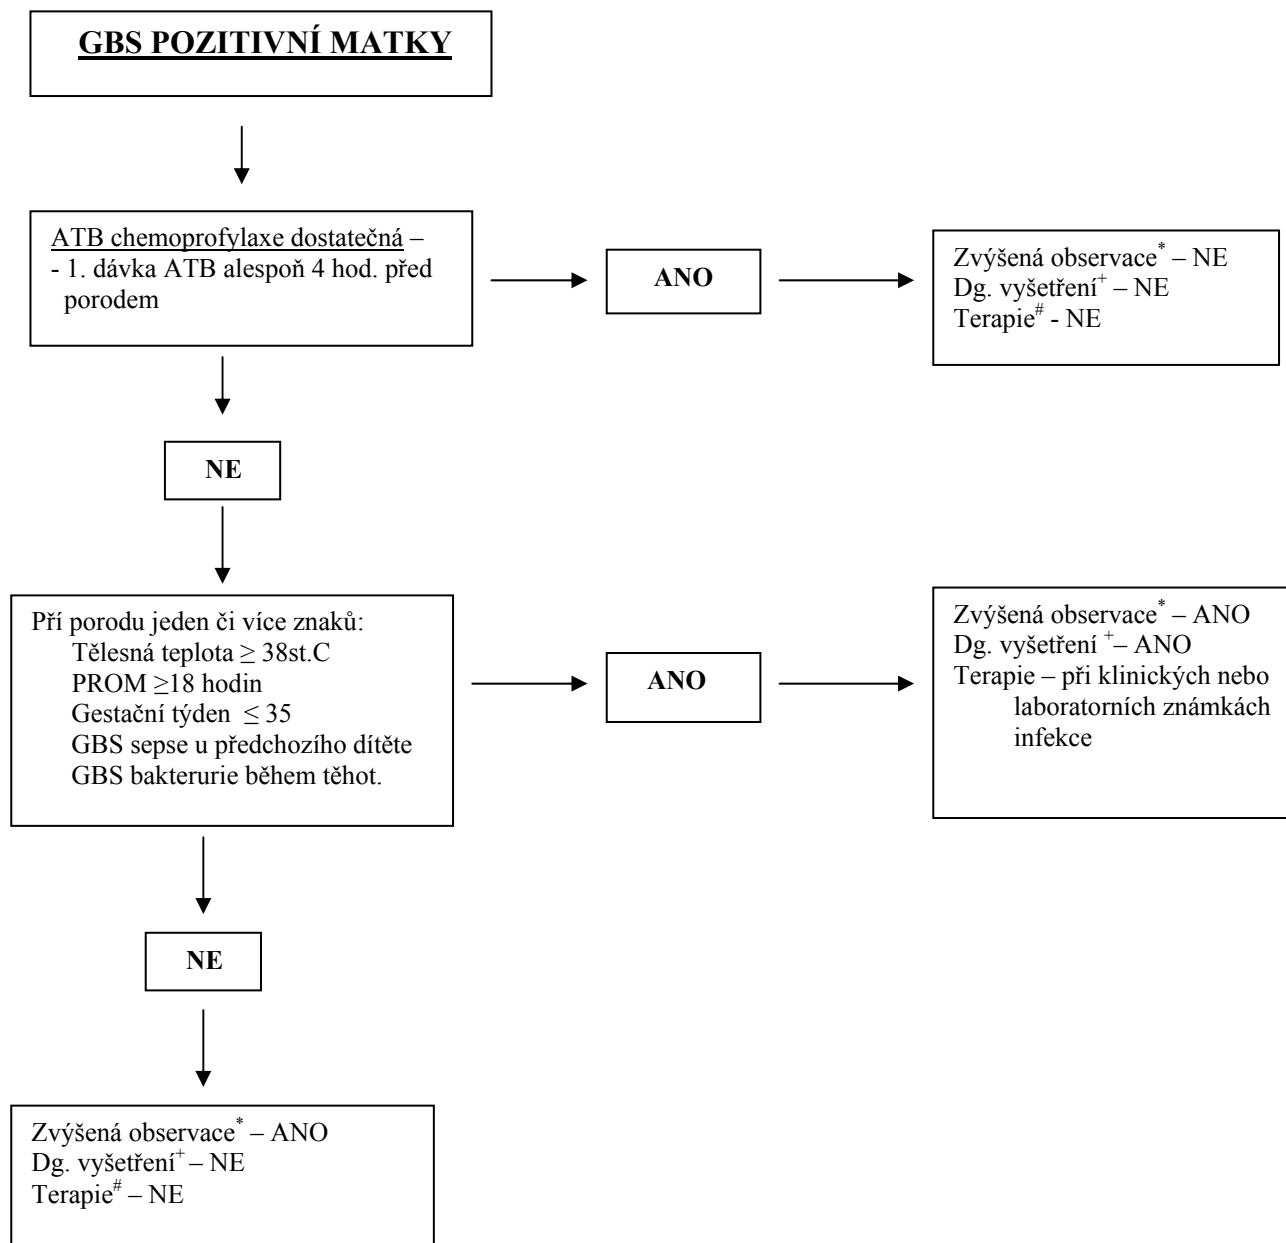 GBS POZITIVNÍ MATKY
ATB chemoprofylaxe dostatečná –
- 1. dávka ATB alespoň 4 hod. před
porodem
ANO
Zvýšená observace* – NE
Dg. vyšetření+ – NE
Terapie# - NE
NE
Pří porodu jeden či více znaků:
Tělesná teplota ≥ 38st.C
PROM ≥18 hodin
Gestační týden ≤ 35
GBS sepse u předchozího dítěte
GBS bakterurie během těhot.
ANO
Zvýšená observace* – ANO
Dg. vyšetření +– ANO
Terapie – při klinických nebo
laboratorních známkách
infekce
NE
Zvýšená observace* – ANO
Dg. vyšetření+ – NE
Terapie# – NE